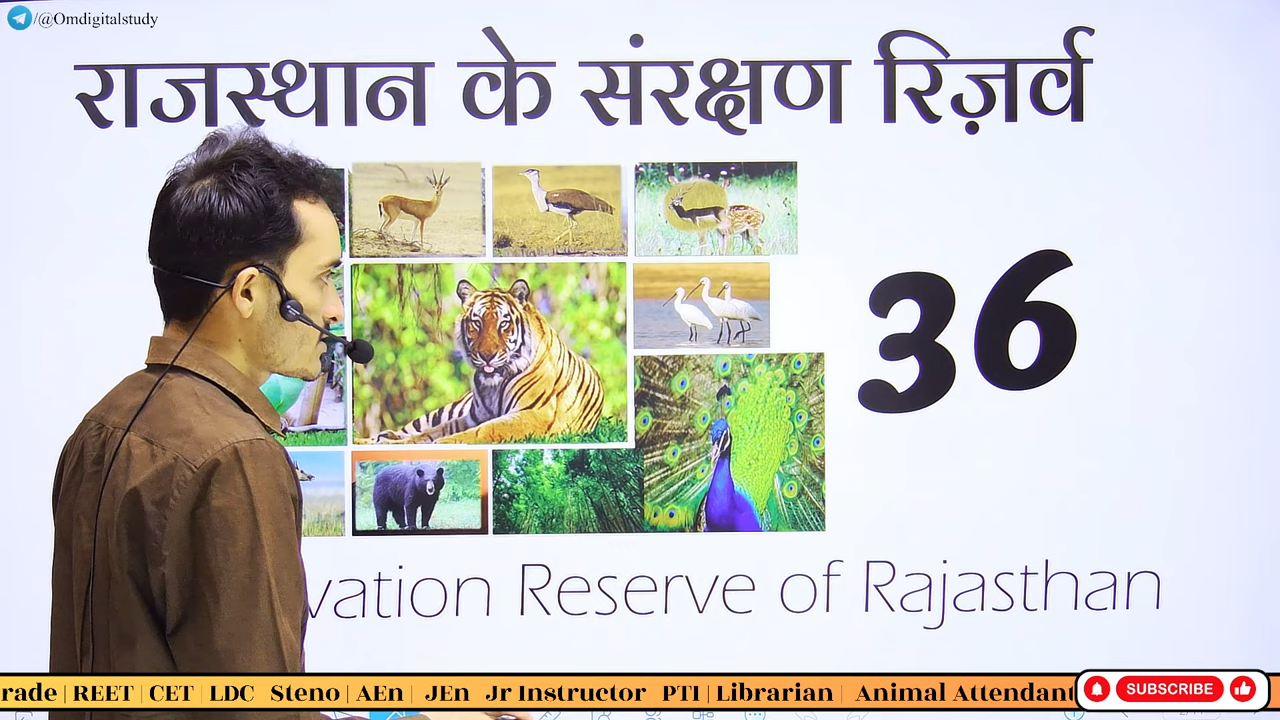 /@Omdigitalstudy
राजस्थान के संरक्षण रिज़र्व
36
vation Reserve of Rajasthan
rade | REET | CET | LDC Steno | AEn | JEn Jr Instructor PTI | Librarian | Animal Attendant
SUBSCRIBE